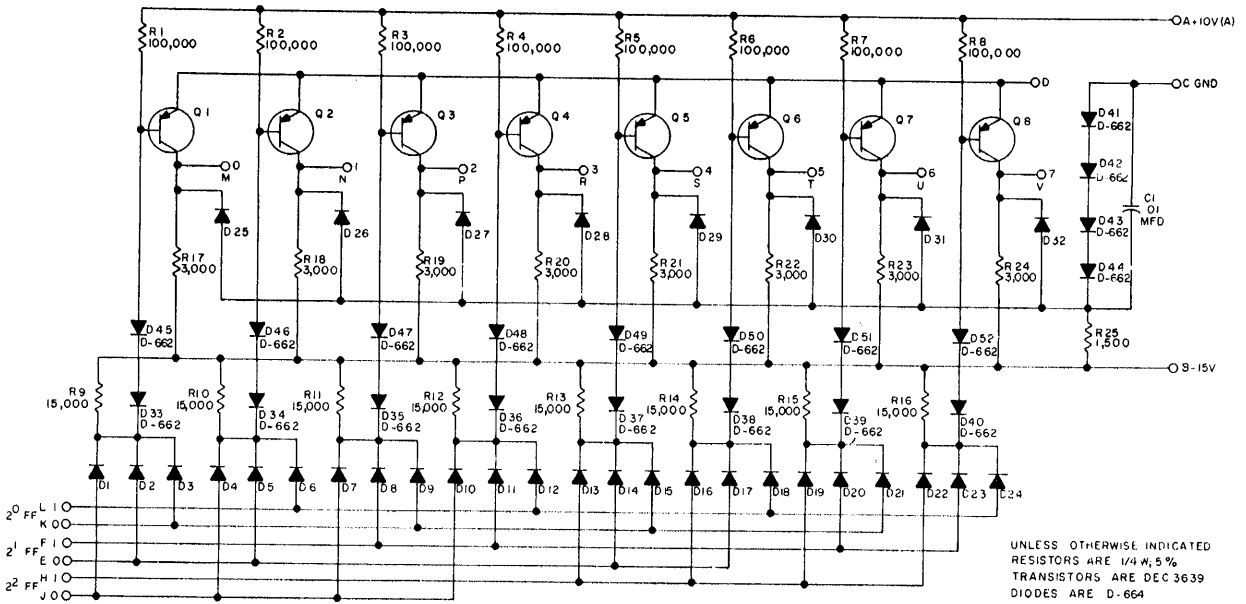 R1 100,000
R2 100,000
R3 100,000
R4 100,000
R5 100,000
R6 100,000
R7 100,000
R8 100,000
A+10V(A)
D
C GND
Q1
Q2
Q3
Q4
Q5
Q6
Q7
Q8
0 M
1 N
2 P
3 R
4 S
5 T
6 U
7 V
D41 D-662
D42 D-662
D43 D-662
D44 D-662
C1 .01 MFD
D25
D26
D27
D28
D29
D30
D31
D32
R17 3,000
R18 3,000
R19 3,000
R20 3,000
R21 3,000
R22 3,000
R23 3,000
R24 3,000
R25 1,500
D45 D-662
D46 D-662
D47 D-662
D48 D-662
D49 D-662
D50 D-662
D51 D-662
D52 D-662
B-15V
R9 15,000
R10 15,000
R11 15,000
R12 15,000
R13 15,000
R14 15,000
R15 15,000
R16 15,000
D33 D-662
D34 D-662
D35 D-662
D36 D-662
D37 D-662
D38 D-662
D39 D-662
D40 D-662
D1
D2
D3
D4
D5
D6
D7
D8
D9
D10
D11
D12
D13
D14
D15
D16
D17
D18
D19
D20
D21
D22
D23
D24
2⁰ FF L 1
K 0
2¹ FF F 1
E 0
2² FF H 1
J 0
UNLESS OTHERWISE INDICATED
RESISTORS ARE 1/4 W, 5%
TRANSISTORS ARE DEC 3639
DIODES ARE D-664